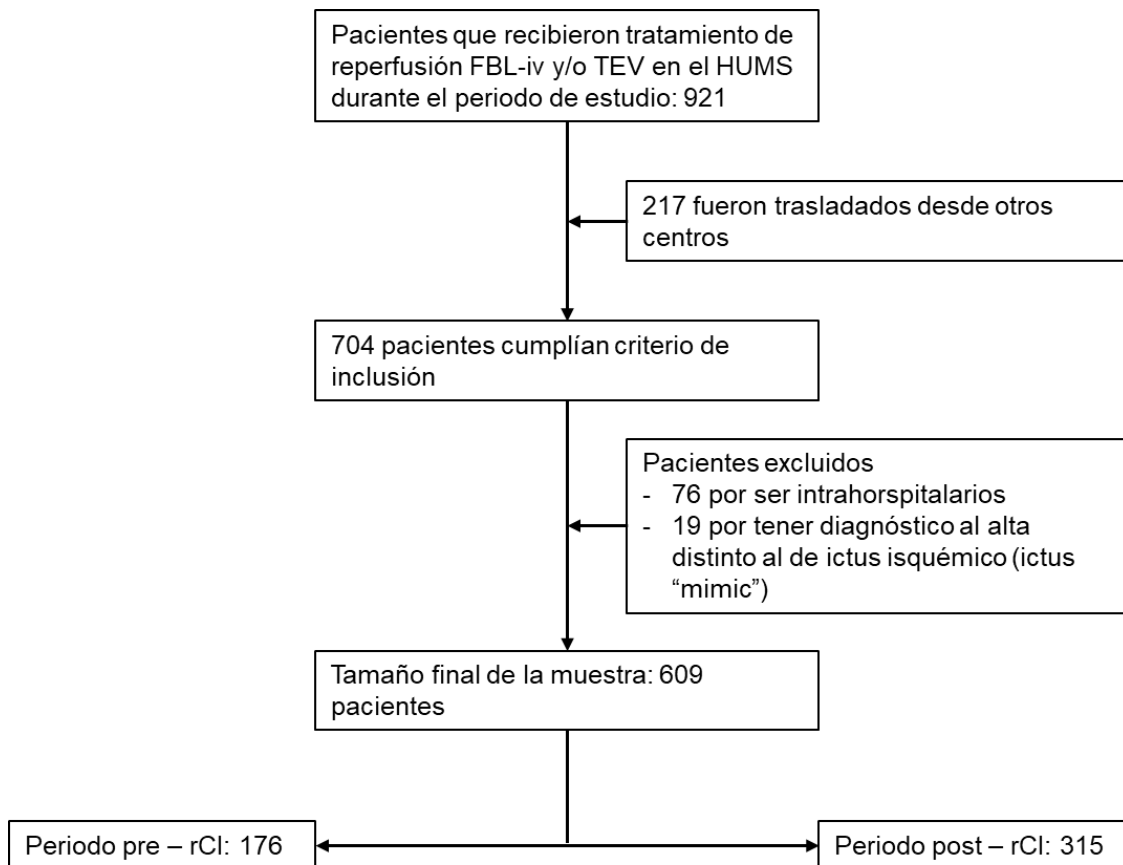 Pacientes que recibieron tratamiento de
reperfusión FBL-iv y/o TEV en el HUMS
durante el periodo de estudio: 921
217 fueron trasladados desde otros
centros
704 pacientes cumplían criterio de
inclusión
Pacientes excluidos
- 76 por ser intrahorspitalarios
- 19 por tener diagnóstico al alta
distinto al de ictus isquémico (ictus
“mimic”)
Tamaño final de la muestra: 609
pacientes
Periodo pre – rCI: 176
Periodo post – rCI: 315